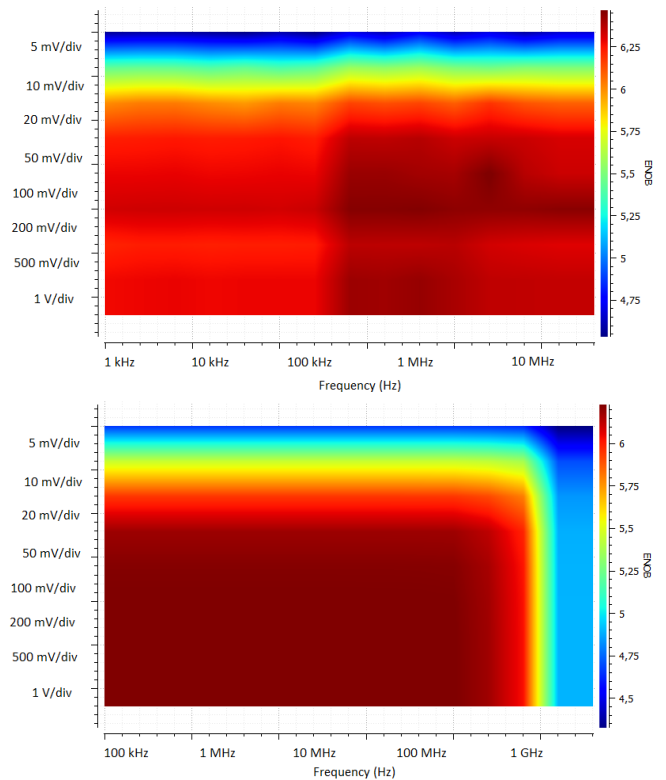 5 mV/div
10 mV/div
20 mV/div
50 mV/div
100 mV/div
200 mV/div
500 mV/div
1 V/div
1 kHz 10 kHz 100 kHz 1 MHz 10 MHz
Frequency (Hz)
6,25
6
5,75
5,5
5,25
5
4,75
ENOB
5 mV/div
10 mV/div
20 mV/div
50 mV/div
100 mV/div
200 mV/div
500 mV/div
1 V/div
100 kHz 1 MHz 10 MHz 100 MHz 1 GHz
Frequency (Hz)
6
5,75
5,5
5,25
5
4,75
4,5
ENOB